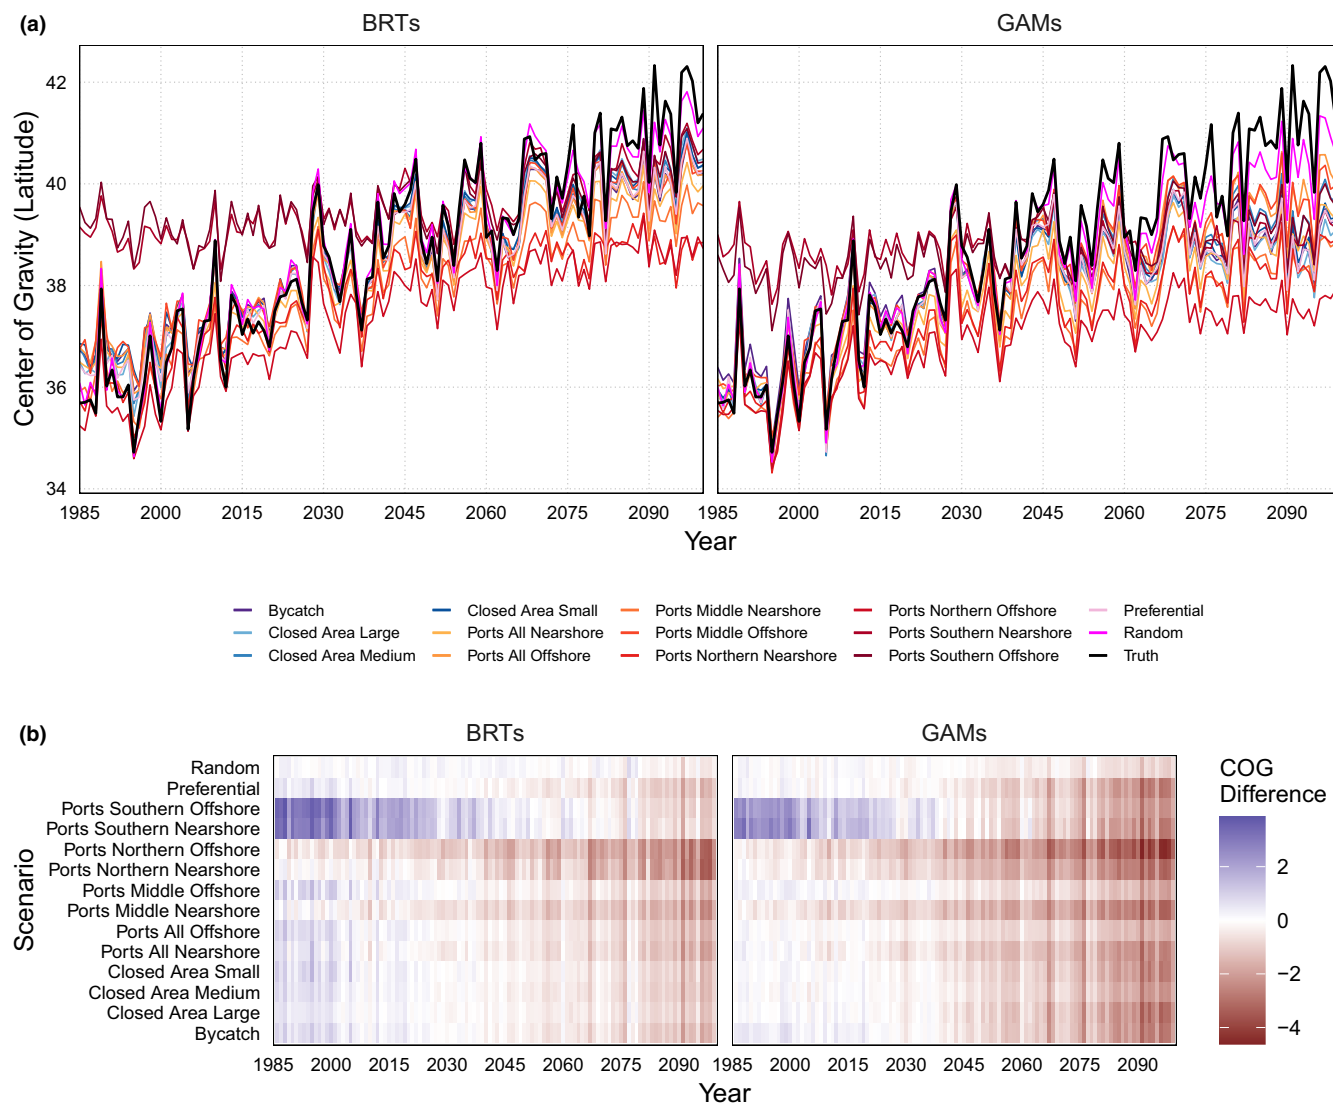 (a)
BRTs
GAMs
Center of Gravity (Latitude)
42
40
38
36
34
1985 2000 2015 2030 2045 2060 2075 2090
1985 2000 2015 2030 2045 2060 2075 2090
Year
Bycatch
Closed Area Large
Closed Area Medium
Closed Area Small
Ports All Nearshore
Ports All Offshore
Ports Middle Nearshore
Ports Middle Offshore
Ports Northern Nearshore
Ports Northern Offshore
Ports Southern Nearshore
Ports Southern Offshore
Preferential
Random
Truth
(b)
BRTs
GAMs
Scenario
Random
Preferential
Ports Southern Offshore
Ports Southern Nearshore
Ports Northern Offshore
Ports Northern Nearshore
Ports Middle Offshore
Ports Middle Nearshore
Ports All Offshore
Ports All Nearshore
Closed Area Small
Closed Area Medium
Closed Area Large
Bycatch
1985 2000 2015 2030 2045 2060 2075 2090
1985 2000 2015 2030 2045 2060 2075 2090
Year
COG
Difference
2
0
−2
−4